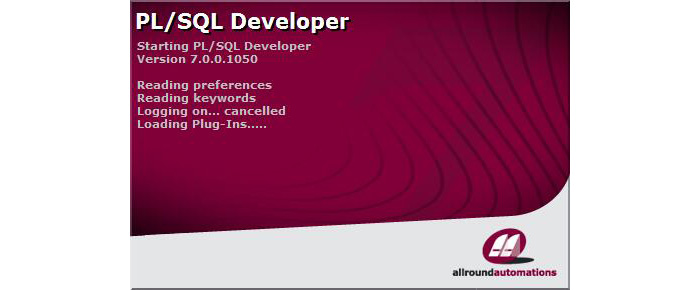 PL/SQL Developer
Starting PL/SQL Developer
Version 7.0.0.1050
Reading preferences
Reading keywords
Logging on... cancelled
Loading Plug-Ins.....
allroundautomations